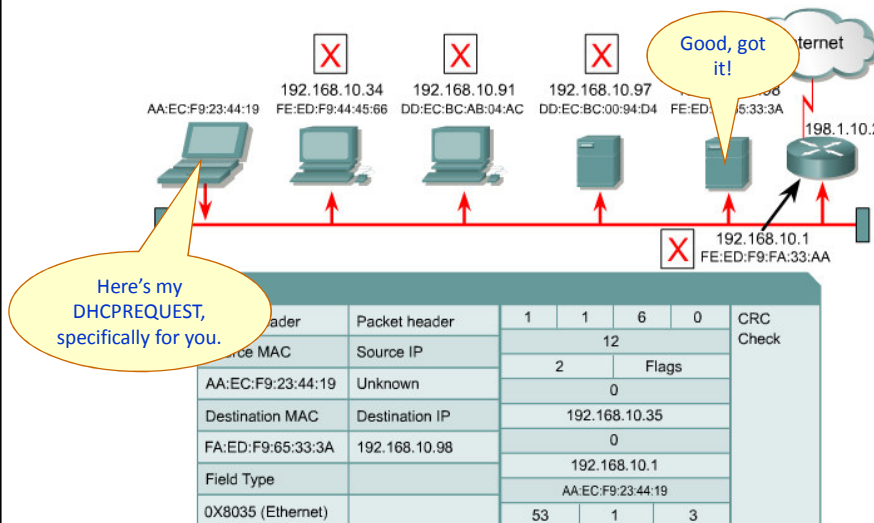 Good, got
it!
ternet
X
X
X
192.168.10.34
192.168.10.91
192.168.10.97
AA:EC:F9:23:44:19
FE:ED:F9:44:45:66
DD:EC:BC:AB:04:AC
DD:EC:BC:00:94:D4
198.1.10.2
X
192.168.10.1
FE:ED:F9:FA:33:AA
Here's my
DHCPREQUEST,
specifically for you.
ader
Packet header
1
1
6
0
CRC
Check
MAC
Source IP
12
2
Flags
AA:EC:F9:23:44:19
Unknown
0
Destination MAC
Destination IP
192.168.10.35
FA:ED:F9:65:33:3A
192.168.10.98
0
192.168.10.1
Field Type
AA:EC:F9:23:44:19
0X8035 (Ethernet)
53
1
3